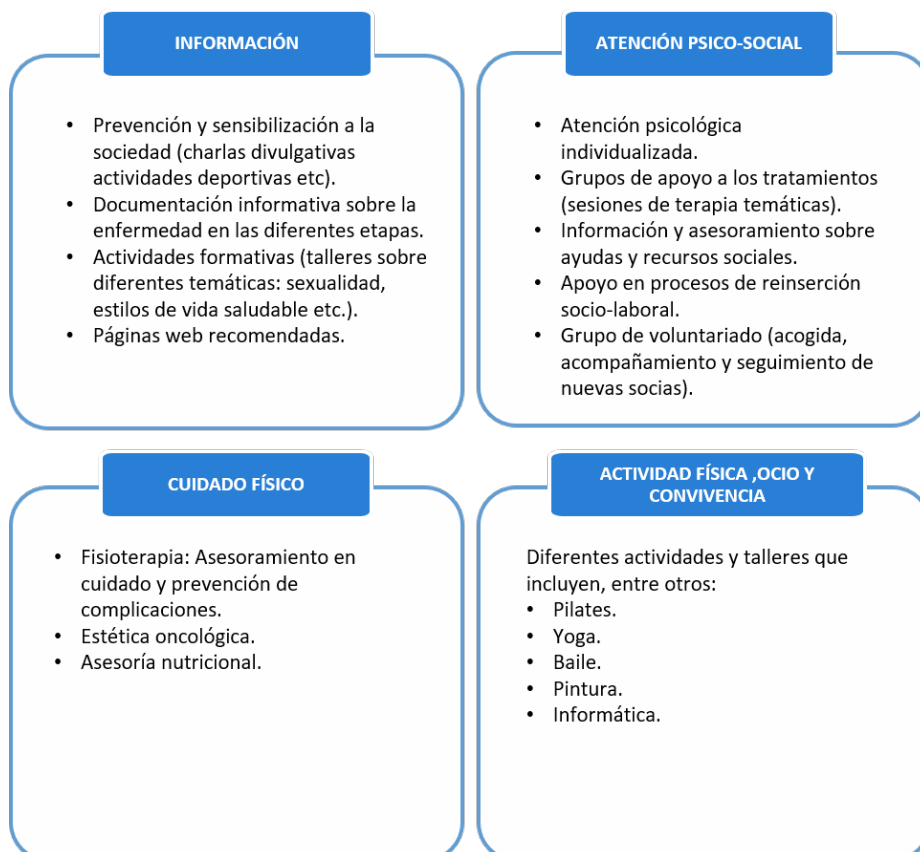 INFORMACIÓN
• Prevención y sensibilización a la
sociedad (charlas divulgativas
actividades deportivas etc).
• Documentación informativa sobre la
enfermedad en las diferentes etapas.
• Actividades formativas (talleres sobre
diferentes temáticas: sexualidad,
estilos de vida saludable etc.).
• Páginas web recomendadas.
ATENCIÓN PSICO-SOCIAL
• Atención psicológica
individualizada.
• Grupos de apoyo a los tratamientos
(sesiones de terapia temáticas).
• Información y asesoramiento sobre
ayudas y recursos sociales.
• Apoyo en procesos de reinserción
socio-laboral.
• Grupo de voluntariado (acogida,
acompañamiento y seguimiento de
nuevas socias).
CUIDADO FÍSICO
• Fisioterapia: Asesoramiento en
cuidado y prevención de
complicaciones.
• Estética oncológica.
• Asesoría nutricional.
ACTIVIDAD FÍSICA ,OCIO Y
CONVIVENCIA
Diferentes actividades y talleres que
incluyen, entre otros:
• Pilates.
• Yoga.
• Baile.
• Pintura.
• Informática.